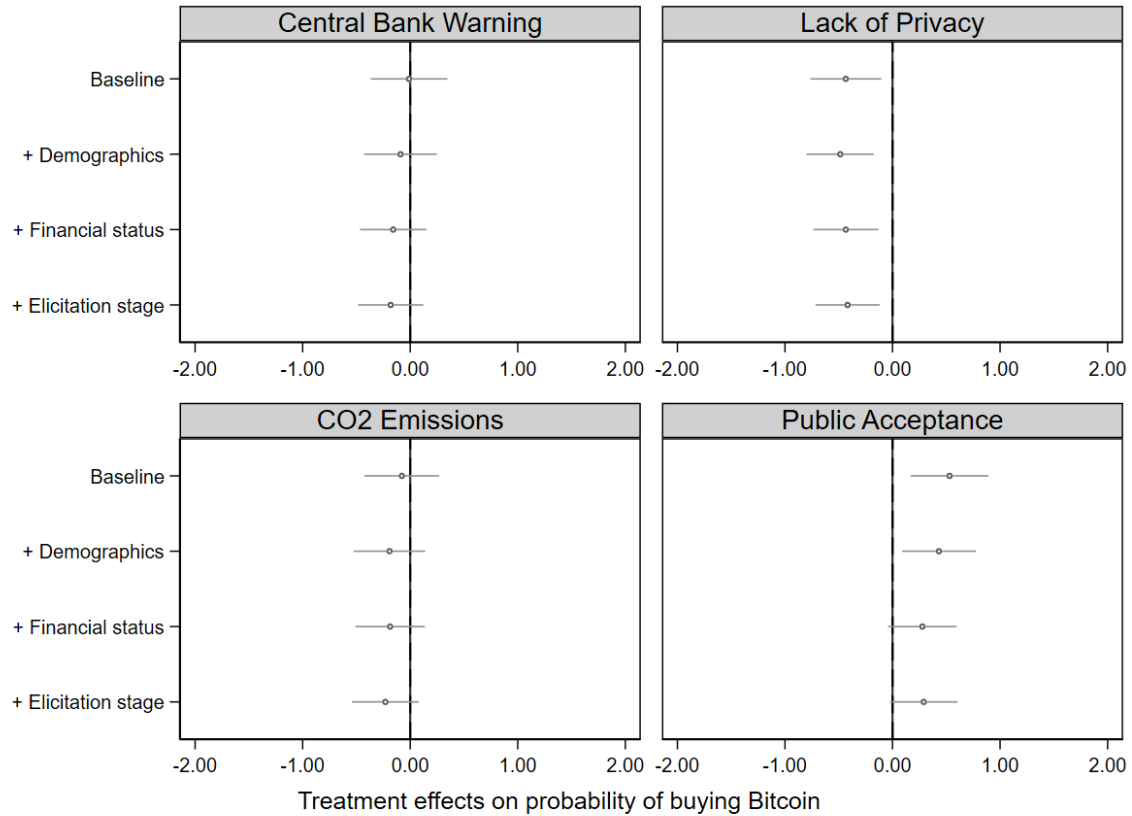 Central Bank Warning
Lack of Privacy
Baseline
+ Demographics
+ Financial status
+ Elicitation stage
-2.00 -1.00 0.00 1.00 2.00
-2.00 -1.00 0.00 1.00 2.00
CO2 Emissions
Public Acceptance
Baseline
+ Demographics
+ Financial status
+ Elicitation stage
-2.00 -1.00 0.00 1.00 2.00
-2.00 -1.00 0.00 1.00 2.00
Treatment effects on probability of buying Bitcoin